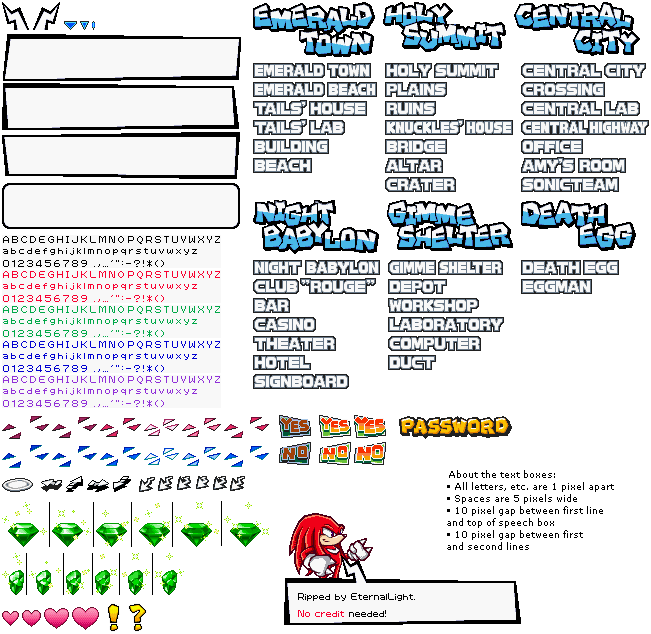 EMERALD
TOWN
EMERALD TOWN
EMERALD BEACH
TAILS' HOUSE
TAILS' LAB
BUILDING
BEACH
HOLY
SUMMIT
HOLY SUMMIT
PLAINS
RUINS
KNUCKLES' HOUSE
BRIDGE
ALTAR
CRATER
CENTRAL
CITY
CENTRAL CITY
CROSSING
CENTRAL LAB
CENTRAL HIGHWAY
OFFICE
AMY'S ROOM
SONICTEAM
NIGHT
BABYLON
NIGHT BABYLON
CLUB "ROUGE"
BAR
CASINO
THEATER
HOTEL
SIGNBOARD
GIMME
SHELTER
GIMME SHELTER
DEPOT
WORKSHOP
LABORATORY
COMPUTER
DUCT
DEATH
EGG
DEATH EGG
EGGMAN
ABCDEGHIJKLMNOPQRSTUVWXYZ
abcdefghijklmnopqrstuvwxyz
0123456789 .,…´":-?!*()
ABCDEGHIJKLMNOPQRSTUVWXYZ
abcdefghijklmnopqrstuvwxyz
0123456789 .,…´":-?!*()
ABCDEGHIJKLMNOPQRSTUVWXYZ
abcdefghijklmnopqrstuvwxyz
0123456789 .,…´":-?!*()
ABCDEGHIJKLMNOPQRSTUVWXYZ
abcdefghijklmnopqrstuvwxyz
0123456789 .,…´":-?!*()
ABCDEGHIJKLMNOPQRSTUVWXYZ
abcdefghijklmnopqrstuvwxyz
0123456789 .,…´":-?!*()
YES YES YES
NO NO NO
PASSWORD
About the text boxes:
• All letters, etc. are 1 pixel apart
• Spaces are 5 pixels wide
• 10 pixel gap between first line
and top of speech box
• 10 pixel gap between first
and second lines
! ?
Ripped by EternalLight.
No credit needed!